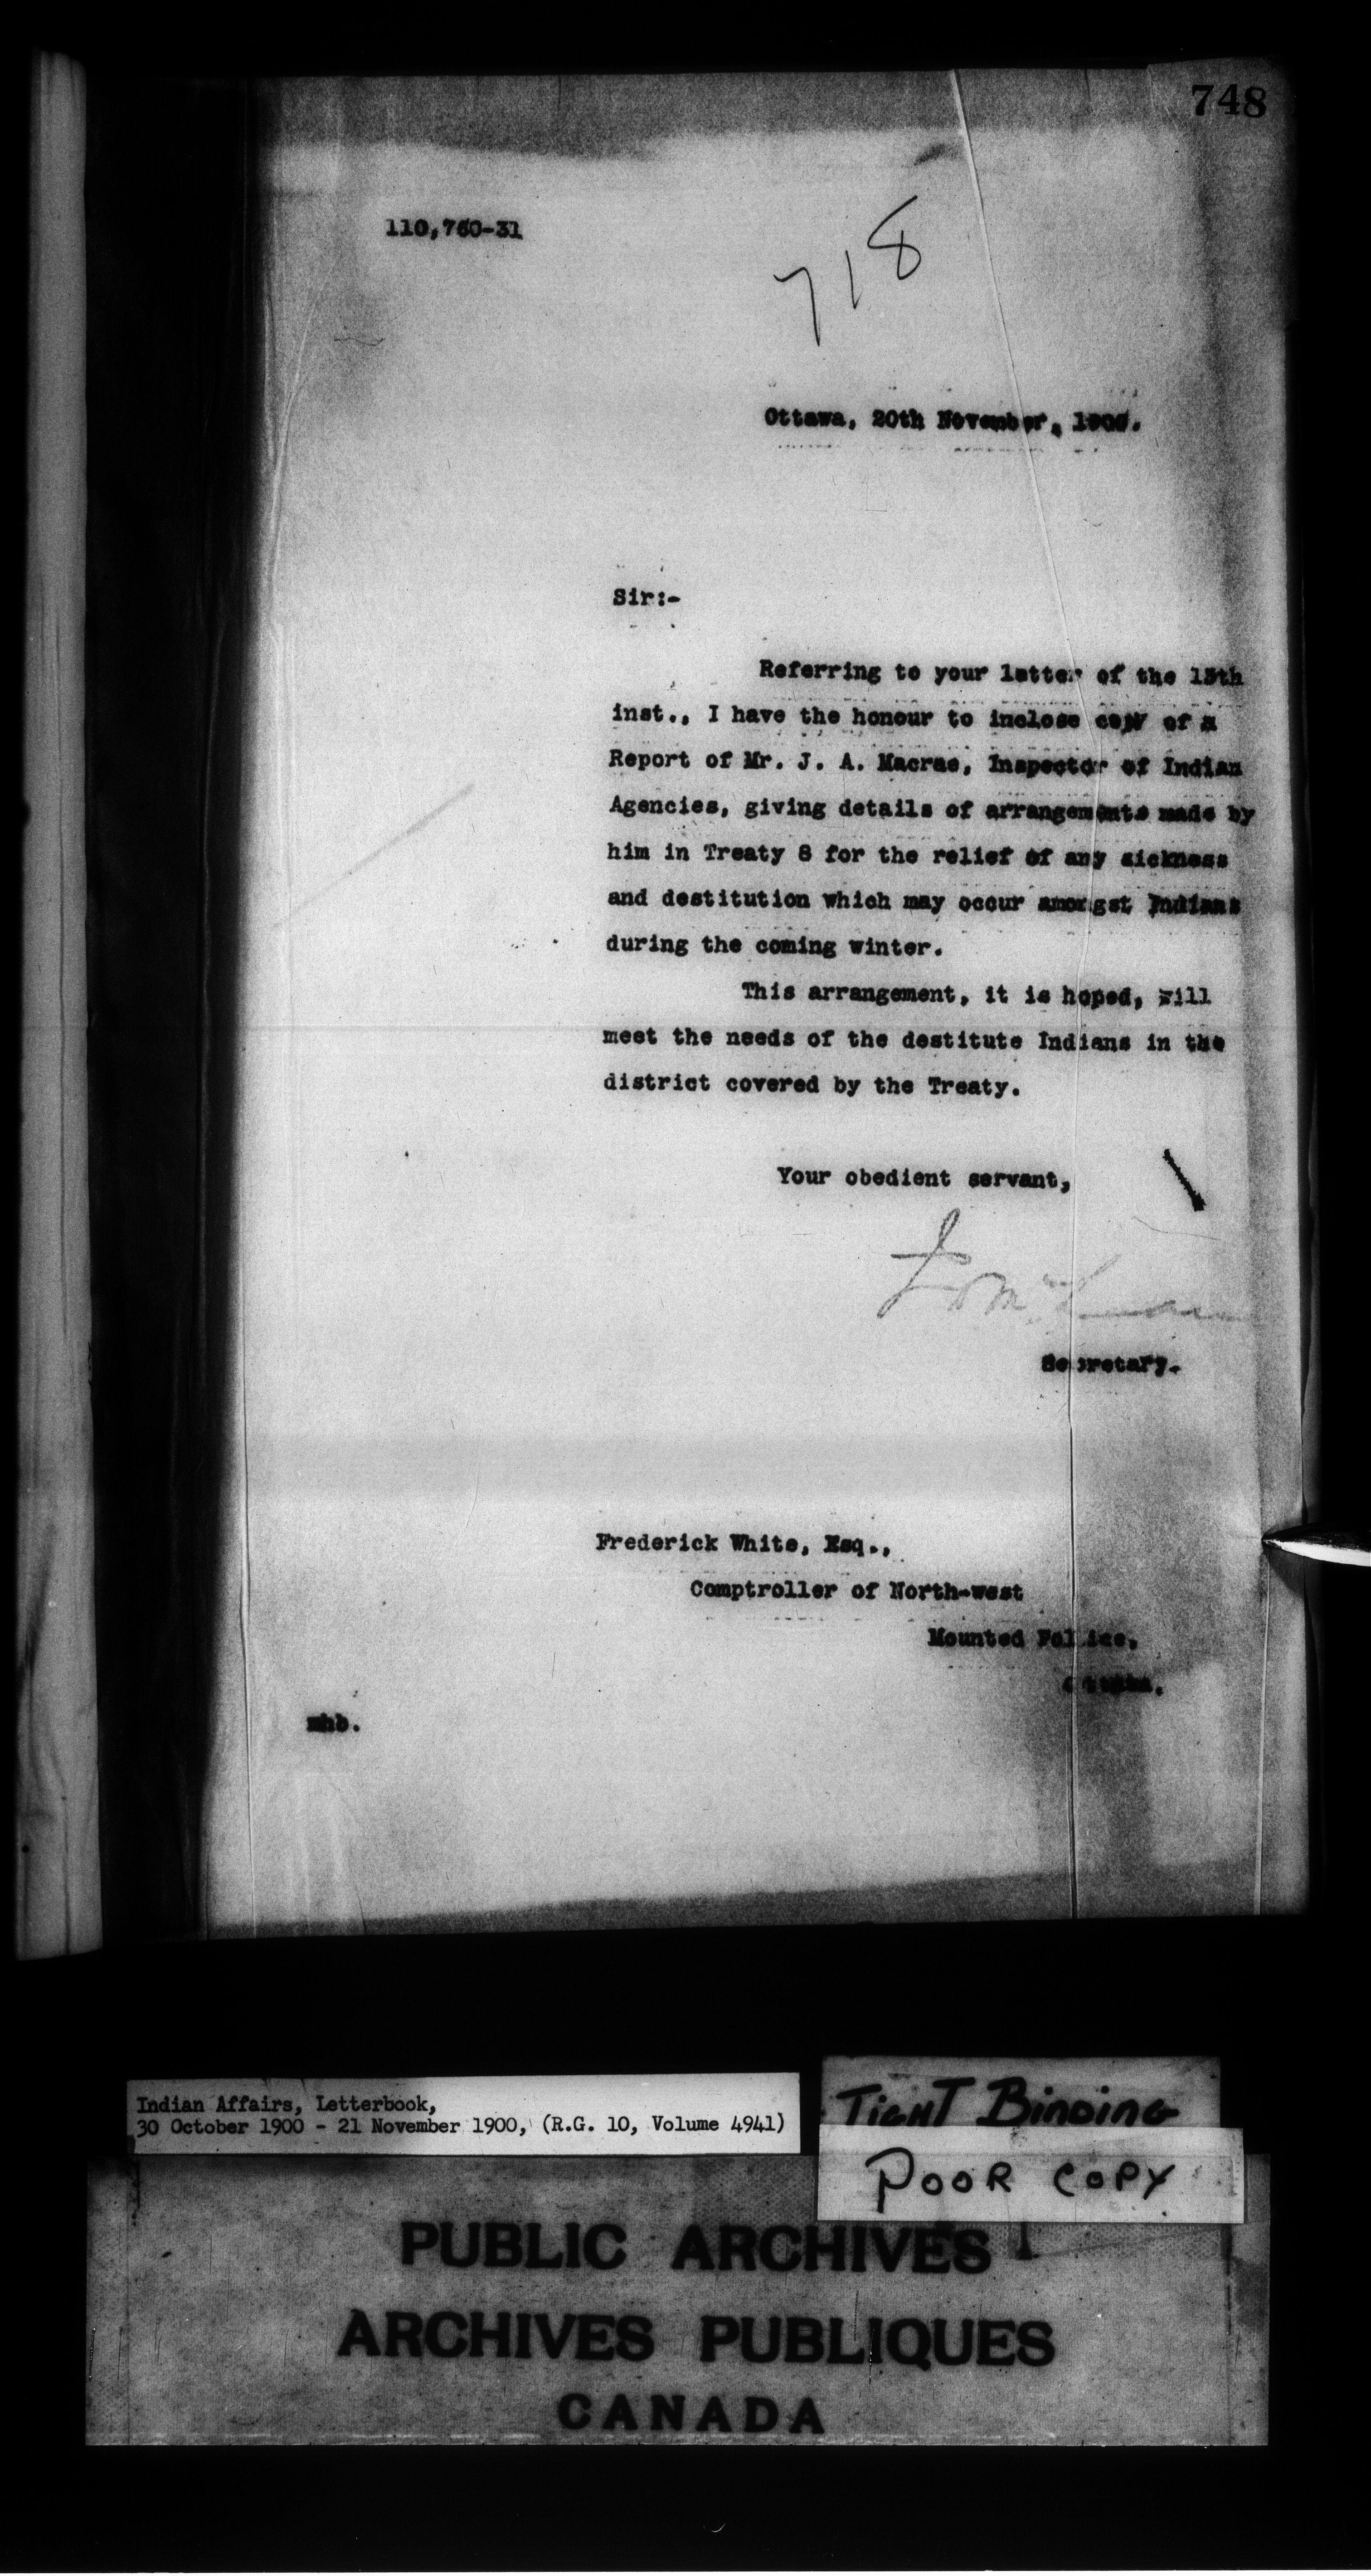 748
110,760-31
718
Ottawa, 20th November, 1900.
Sir:-
Referring to your letter of the 15th
inst., I have the honour to inclose copy of a
Report of Mr. J. A. Macrae, Inspector of Indian
Agencies, giving details of arrangements made by
him in Treaty 8 for the relief of any sickness
and destitution which may occur amongst Indians
during the coming winter.
This arrangement, it is hoped, will
meet the needs of the destitute Indians in the
district covered by the Treaty.
Your obedient servant,
Secretary.
Frederick White, Esq.,
Comptroller of North-west
Mounted Police,
Ottawa.
mhb.
Indian Affairs, Letterbook,
30 October 1900 - 21 November 1900, (R.G. 10, Volume 4941)
TIGHT BINDING
POOR COPY
PUBLIC ARCHIVES
ARCHIVES PUBLIQUES
CANADA